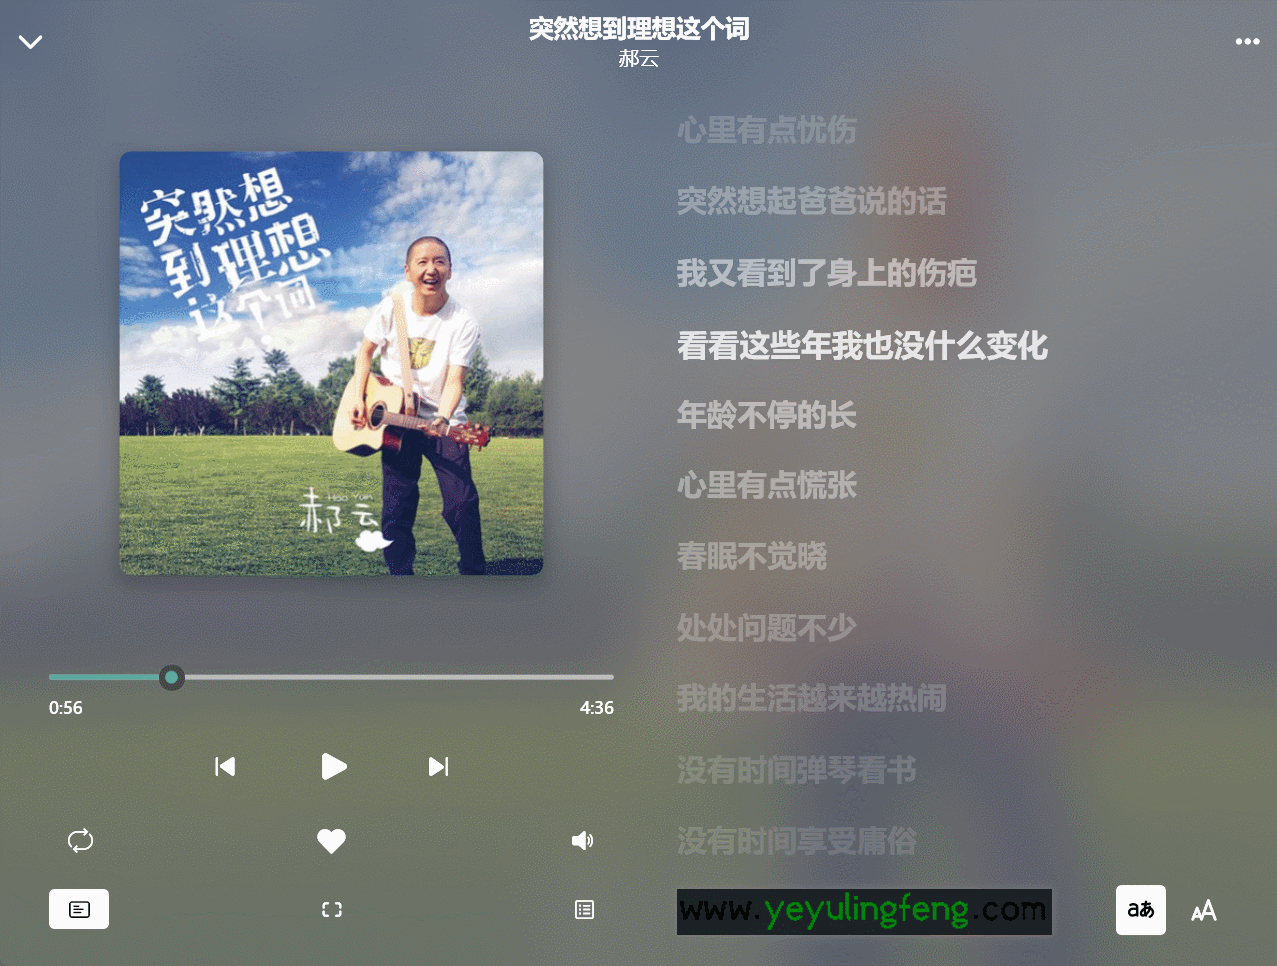 突然想到理想这个词
郝云
突然想
到理想
这个词
Hao Yun
郝云
0:56
4:36
心里有点忧伤
突然想起爸爸说的话
我又看到了身上的伤疤
看看这些年我也没什么变化
年龄不停的长
心里有点慌张
春眠不觉晓
处处问题不少
我的生活越来越热闹
没有时间弹琴看书
没有时间享受庸俗
www.yeyulingfeng.com
aあ
AA